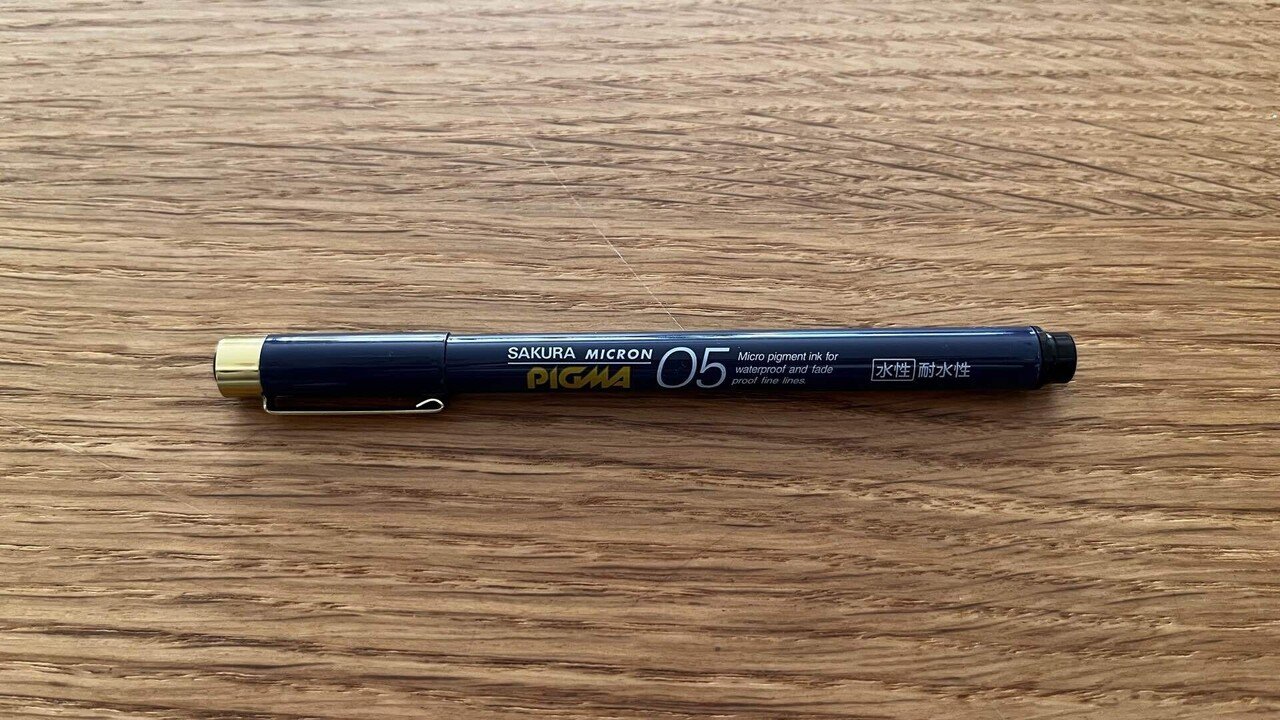 SAKURA MICRON
PIGMA
05
Micro pigment ink for
waterproof and fade
proof fine lines.
水性 耐水性